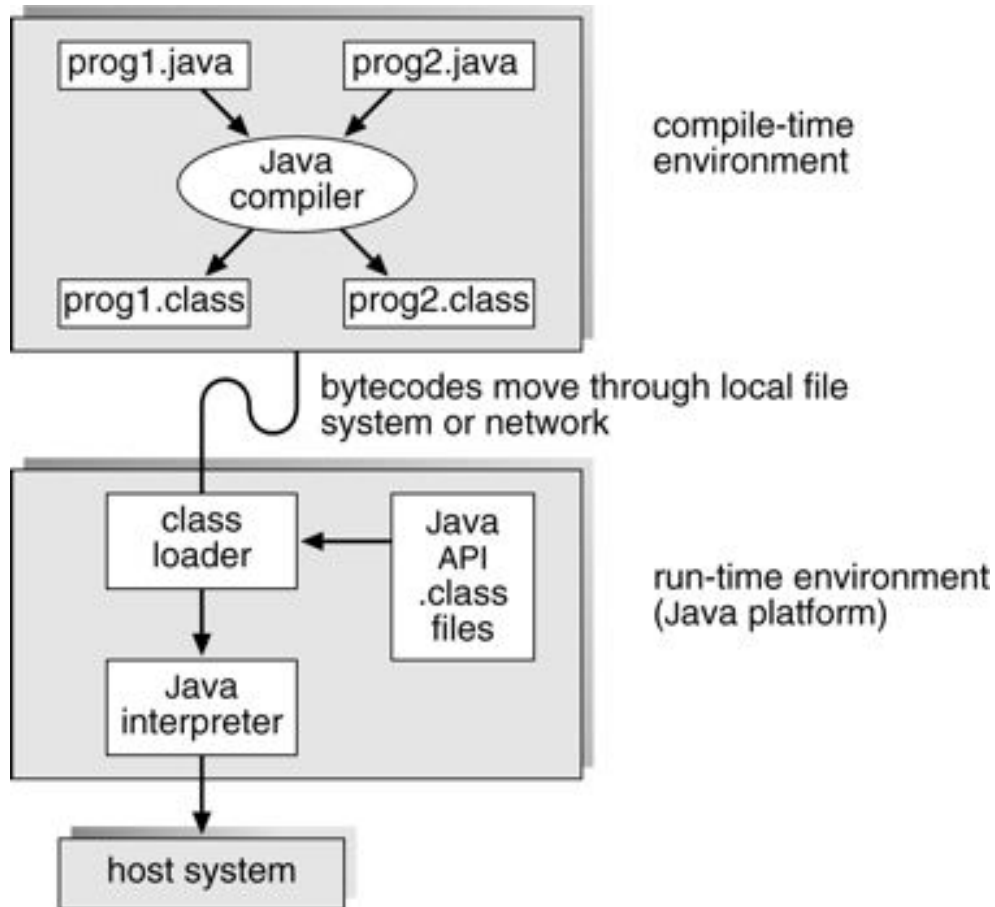 prog1.java
prog2.java
Java
compiler
prog1.class
prog2.class
compile-time
environment
bytecodes move through local file
system or network
class
loader
Java
API
.class
files
Java
interpreter
run-time environment
(Java platform)
host system